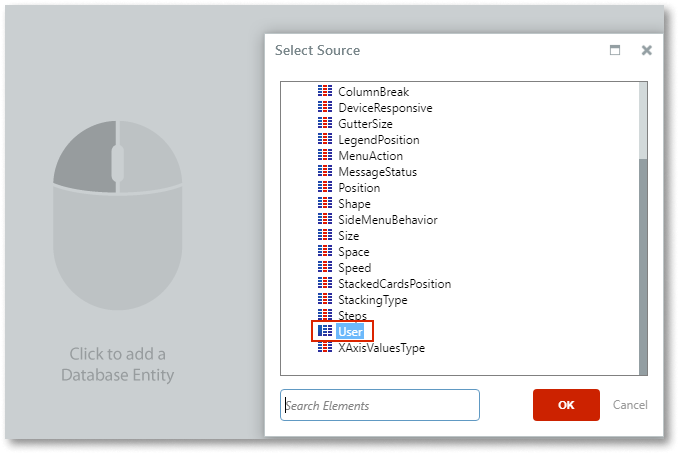 Select Source
ColumnBreak
DeviceResponsive
GutterSize
LegendPosition
MenuAction
MessageStatus
Position
Shape
SideMenuBehavior
Size
Space
Speed
StackedCardsPosition
StackingType
Steps
User
XAxisValuesType
Click to add a
Database Entity
Search Elements
OK
Cancel